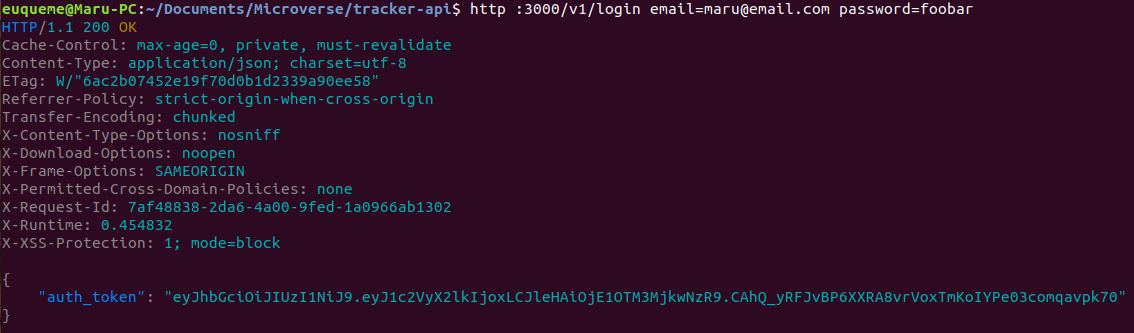 euqueme@Maru-PC:~/Documents/Microverse/tracker-api$ http :3000/v1/login email=maru@email.com password=foobar
HTTP/1.1 200 OK
Cache-Control: max-age=0, private, must-revalidate
Content-Type: application/json; charset=utf-8
ETag: W/"6ac2b07452e19f70d0b1d2339a90ee58"
Referrer-Policy: strict-origin-when-cross-origin
Transfer-Encoding: chunked
X-Content-Type-Options: nosniff
X-Download-Options: noopen
X-Frame-Options: SAMEORIGIN
X-Permitted-Cross-Domain-Policies: none
X-Request-Id: 7af48838-2da6-4a00-9fed-1a0966ab1302
X-Runtime: 0.454832
X-XSS-Protection: 1; mode=block
{
    "auth_token": "eyJhbGciOiJIUzI1NiJ9.eyJ1c2VyX2lkIjoxLCJleHAiOjE1OTM3MjkwNzR9.CAhQ_yRFJvBP6XXRA8vrVoxTmKoIYPe03comqavpk70"
}